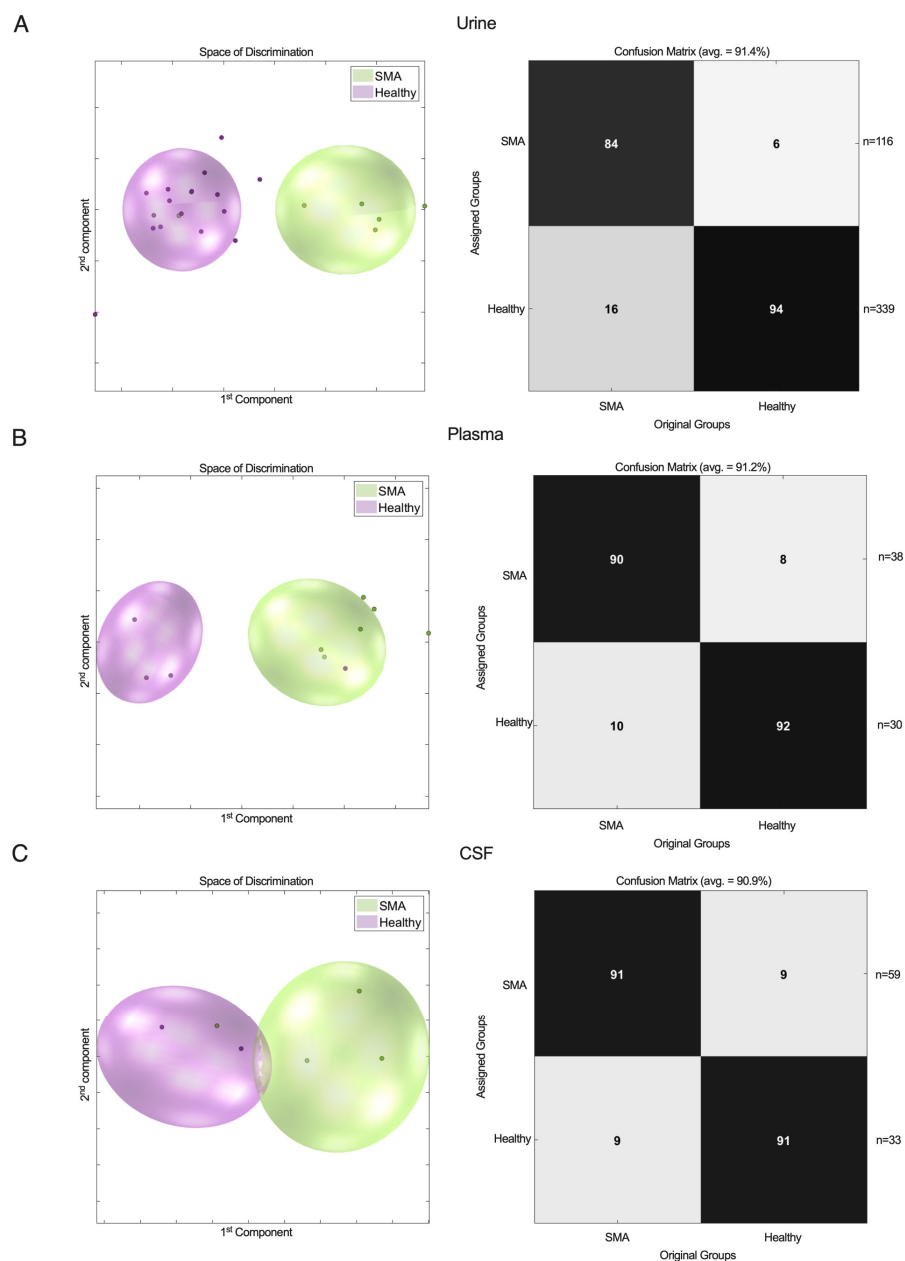 A
Urine
Space of Discrimination
SMA
Healthy
2nd component
1st Component
Confusion Matrix (avg. = 91.4%)
SMA
84
6
n=116
Assigned Groups
Healthy
16
94
n=339
SMA
Healthy
Original Groups
B
Plasma
Space of Discrimination
SMA
Healthy
2nd component
1st Component
Confusion Matrix (avg. = 91.2%)
SMA
90
8
n=38
Assigned Groups
Healthy
10
92
n=30
SMA
Healthy
Original Groups
C
CSF
Space of Discrimination
SMA
Healthy
2nd component
1st Component
Confusion Matrix (avg. = 90.9%)
SMA
91
9
n=59
Assigned Groups
Healthy
9
91
n=33
SMA
Healthy
Original Groups